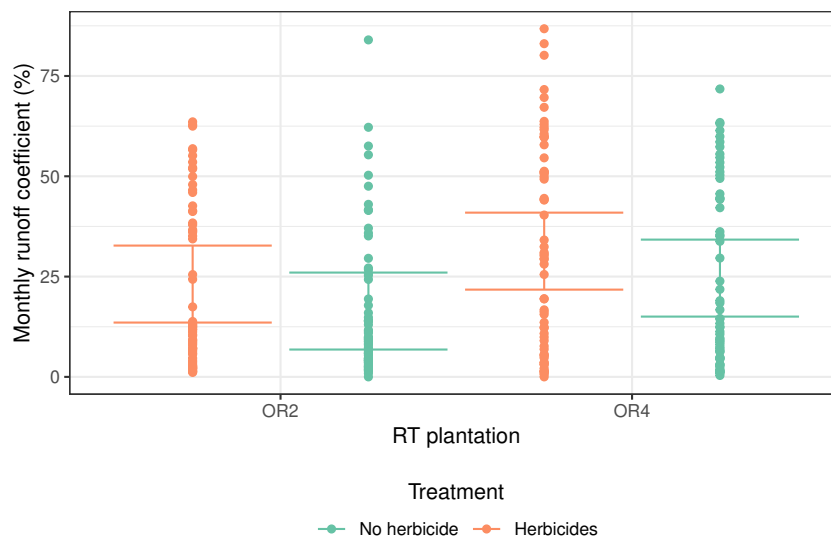 Monthly runoff coefficient (%)
75
50
25
0
OR2
OR4
RT plantation
Treatment
No herbicide
Herbicides